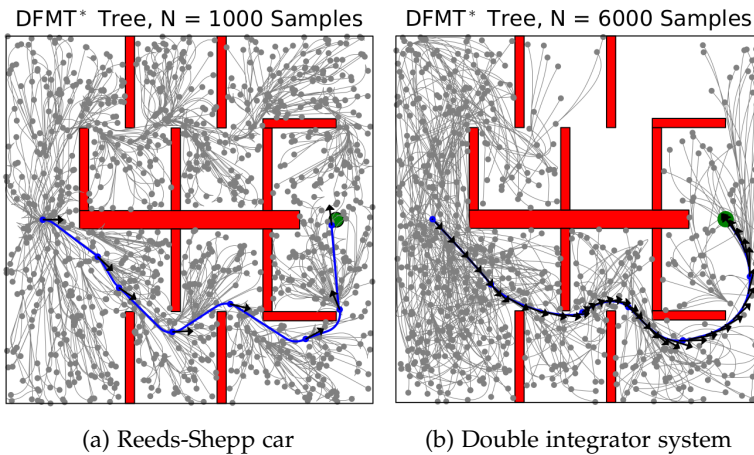 DFMT* Tree, N = 1000 Samples
DFMT* Tree, N = 6000 Samples
(a) Reeds-Shepp car
(b) Double integrator system